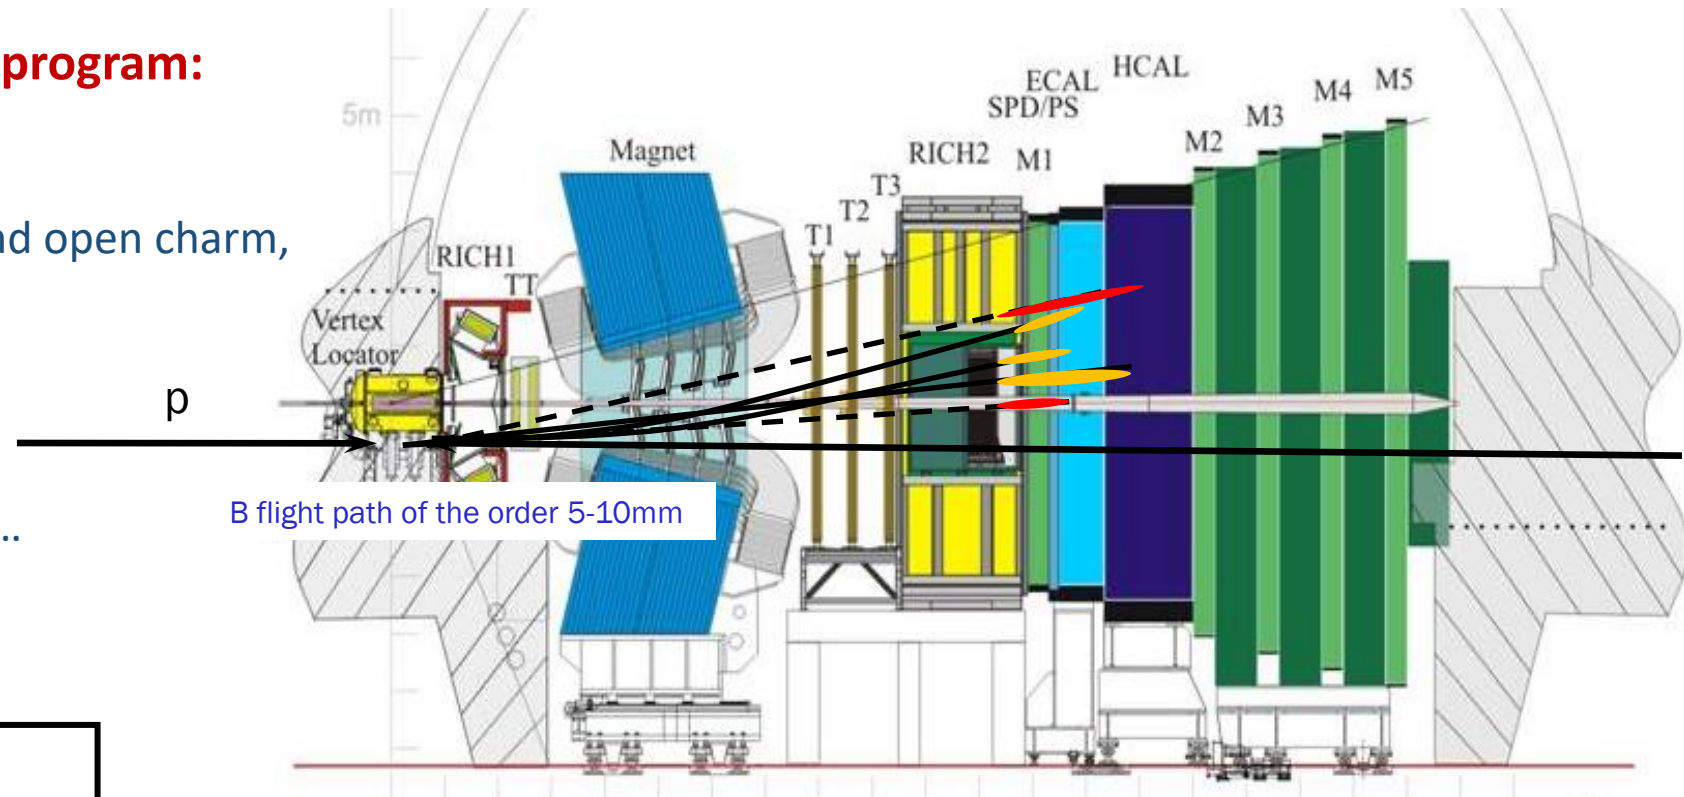 program:
nd open charm,
..
5m
Magnet
RICH1
TT
Vertex
Locator
p
T1
T2
T3
RICH2
M1
SPD/PS
ECAL
HCAL
M2
M3
M4
M5
B flight path of the order 5-10mm